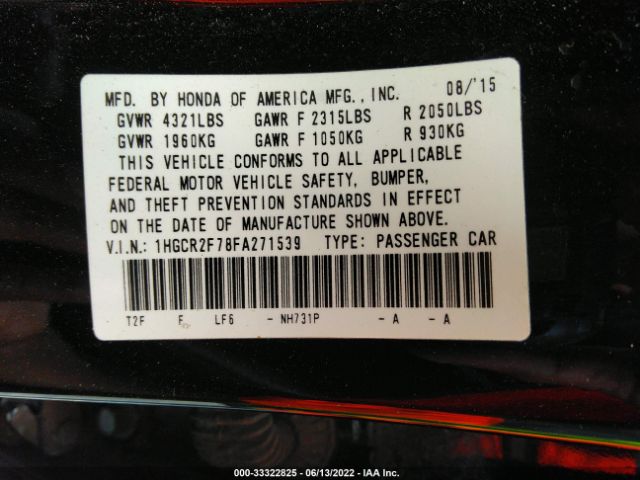 MFD. BY HONDA OF AMERICA MFG., INC. 08/'15
GVWR 4321LBS GAWR F 2315LBS R 2050LBS
GVWR 1960KG GAWR F 1050KG R 930KG
THIS VEHICLE CONFORMS TO ALL APPLICABLE
FEDERAL MOTOR VEHICLE SAFETY, BUMPER,
AND THEFT PREVENTION STANDARDS IN EFFECT
ON THE DATE OF MANUFACTURE SHOWN ABOVE.
V.I.N.: 1HGCR2F78FA271539 TYPE: PASSENGER CAR
T2F F LF6 - NH731P - A - A
000-33322825 - 06/13/2022 - IAA Inc.